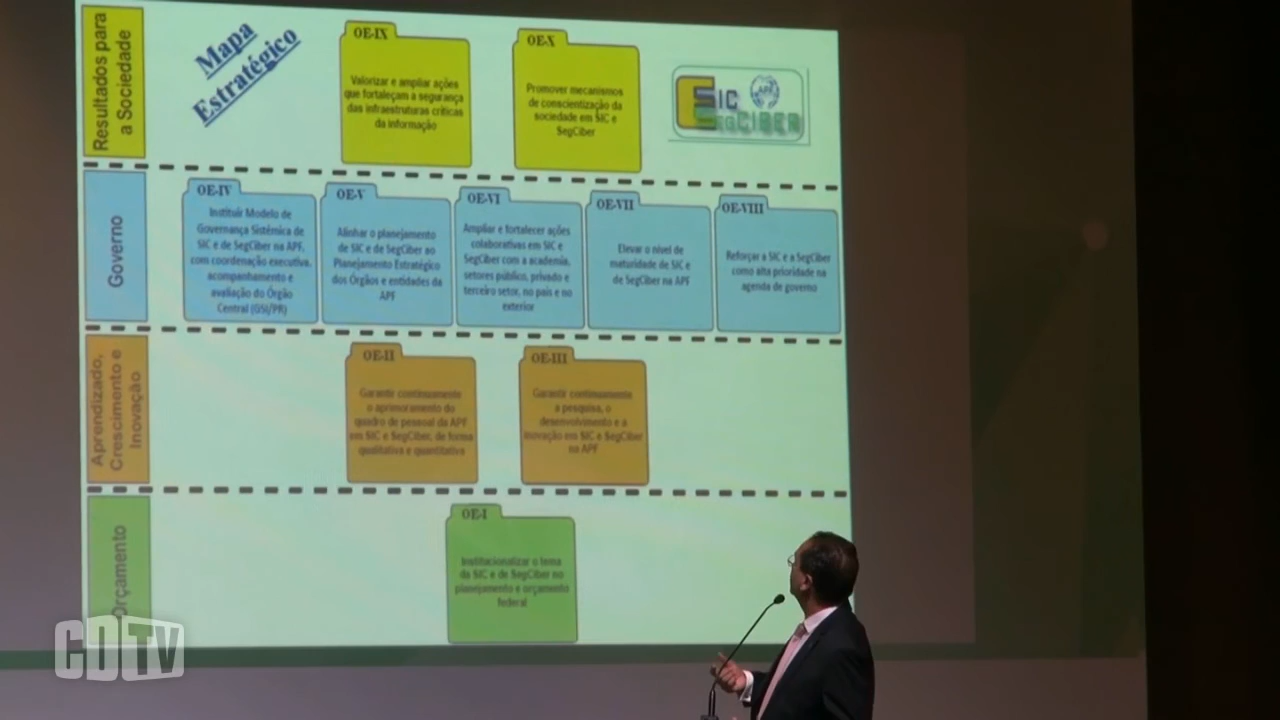 Resultados para
a Sociedade
Mapa
Estratégico
OE-IX
Valorizar e ampliar ações
que fortaleçam a segurança
das infraestruturas críticas
da informação
OE-X
Promover mecanismos
de conscientização da
sociedade em SIC e
SegCiber
SIC
SEGCIBER
APF
Governo
OE-IV
Instituir Modelo de
Governança Sistêmica de
SIC e de SegCiber na APF,
com coordenação executiva,
acompanhamento e
avaliação do Órgão
Central (GSI/PR)
OE-V
Alinhar o planejamento
de SIC e de SegCiber ao
Planejamento Estratégico
dos Órgãos e entidades da
APF
OE-VI
Ampliar e fortalecer ações
colaborativas em SIC e
SegCiber com a academia,
setores público, privado e
terceiro setor, no país e no
exterior
OE-VII
Elevar o nível de
maturidade de SIC e
de SegCiber na APF
OE-VIII
Reforçar a SIC e a SegCiber
como alta prioridade na
agenda de governo
Aprendizado,
Crescimento e
Inovação
OE-II
Garantir continuamente
o aprimoramento do
quadro de pessoal da APF
em SIC e SegCiber, de forma
qualitativa e quantitativa
OE-III
Garantir continuamente
a pesquisa, o
desenvolvimento e a
inovação em SIC e SegCiber
na APF
Orçamento
OE-I
Institucionalizar o tema
da SIC e de SegCiber no
planejamento e orçamento
federal
CDTV